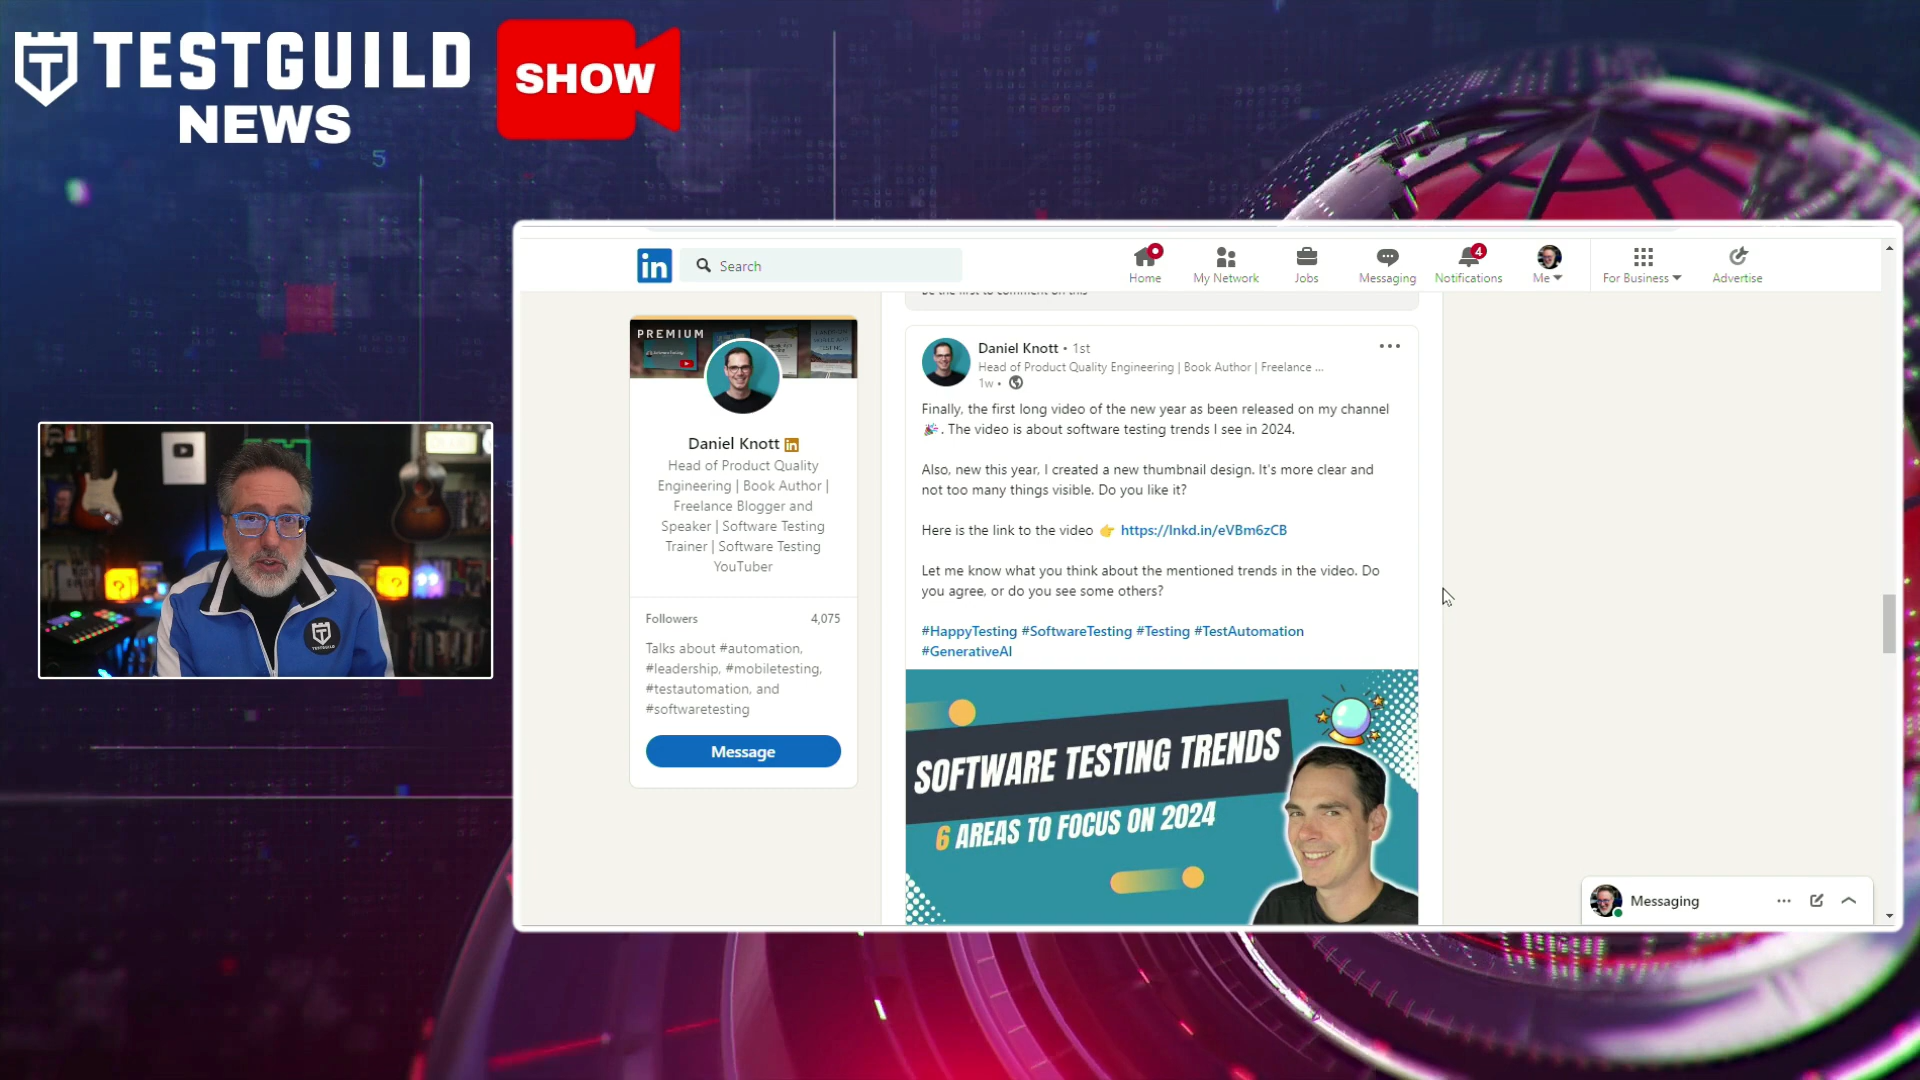 TESTGUILD
NEWS
SHOW
Search
Home
My Network
Jobs
Messaging
4
Notifications
Me
For Business
Advertise
PREMIUM
Daniel Knott
Head of Product Quality
Engineering | Book Author |
Freelance Blogger and
Speaker | Software Testing
Trainer | Software Testing
YouTuber
Followers 4,075
Talks about #automation,
#leadership, #mobiletesting,
#testautomation, and
#softwaretesting
Message
Be the first to comment on this
Daniel Knott • 1st
Head of Product Quality Engineering | Book Author | Freelance ...
1w •
Finally, the first long video of the new year as been released on my channel
🎉. The video is about software testing trends I see in 2024.
Also, new this year, I created a new thumbnail design. It's more clear and
not too many things visible. Do you like it?
Here is the link to the video 👉 https://lnkd.in/eVBm6zCB
Let me know what you think about the mentioned trends in the video. Do
you agree, or do you see some others?
#HappyTesting #SoftwareTesting #Testing #TestAutomation
#GenerativeAI
SOFTWARE TESTING TRENDS
6 AREAS TO FOCUS ON 2024
Messaging